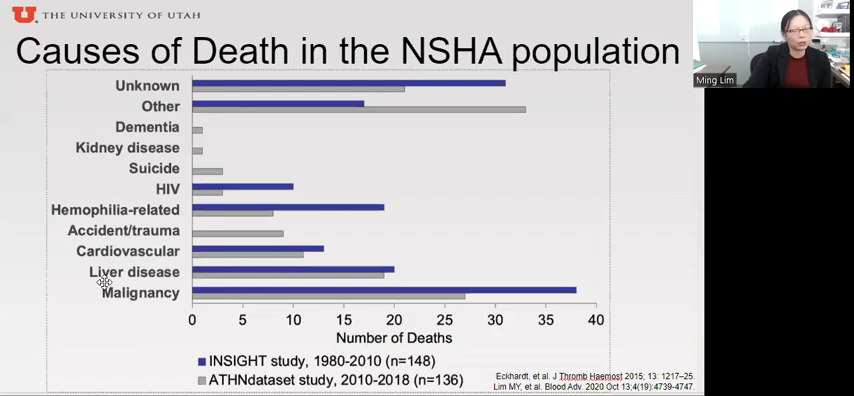 THE UNIVERSITY OF UTAH
Causes of Death in the NSHA population
Ming Lim
Unknown
Other
Dementia
Kidney disease
Suicide
HIV
Hemophilia-related
Accident/trauma
Cardiovascular
Liver disease
Malignancy
0 5 10 15 20 25 30 35 40
Number of Deaths
INSIGHT study, 1980-2010 (n=148)
ATHNdataset study, 2010-2018 (n=136)
Eckhardt, et al. J Thromb Haemost 2015; 13: 1217–25.
Lim MY, et al. Blood Adv. 2020 Oct 13;4(19):4739-4747.